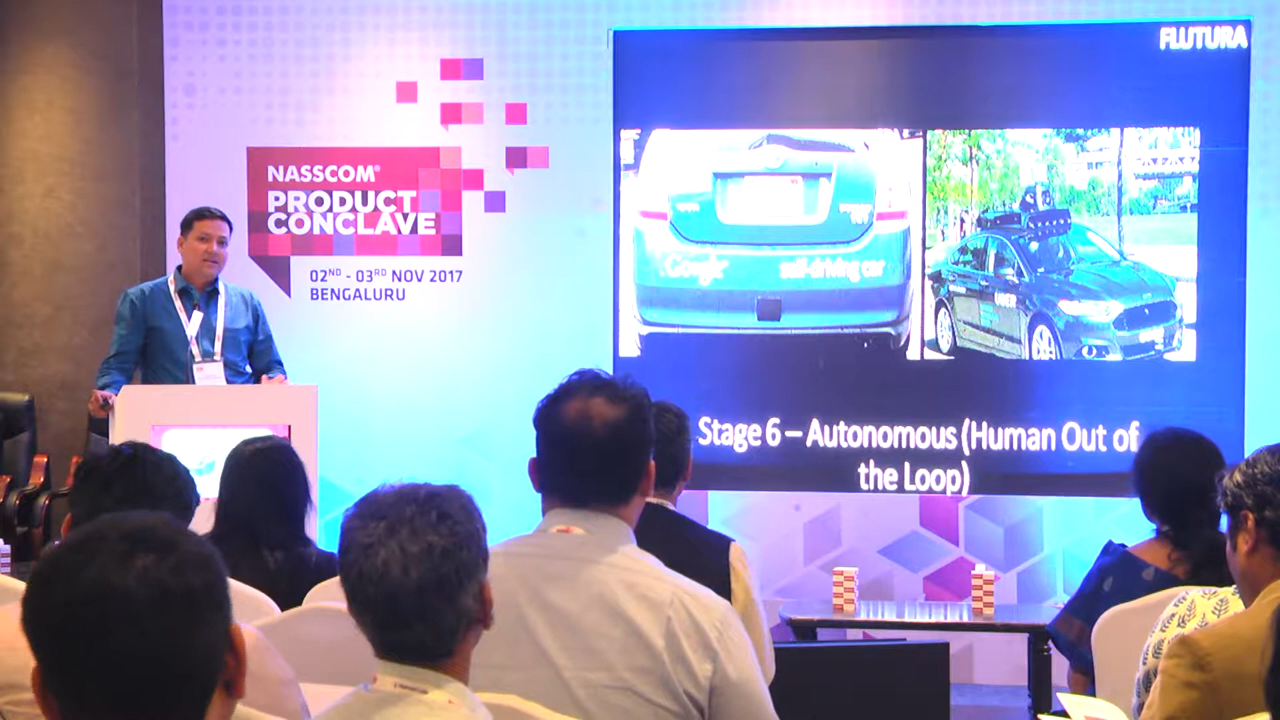 NASSCOM®
PRODUCT
CONCLAVE
02ND - 03RD NOV 2017
BENGALURU
FLUTURA
Google self-driving car
UBER
Stage 6 – Autonomous (Human Out of
the Loop)